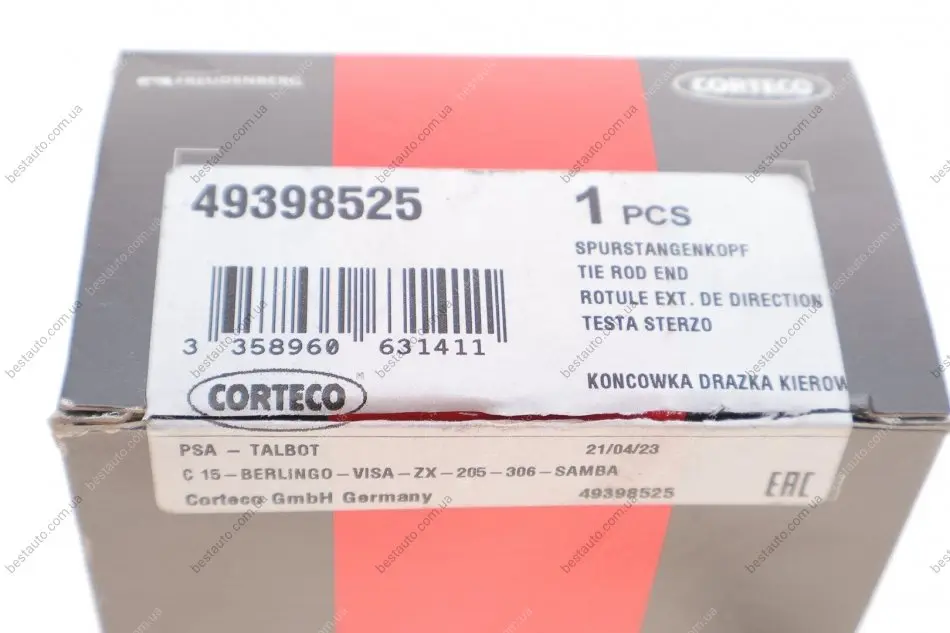 FREUDENBERG
CORTECO
49398525
1 PCS
SPURSTANGENKOPF
TIE ROD END
ROTULE EXT. DE DIRECTION
TESTA STERZO
3 358960 631411
KONCOWKA DRAZKA KIEROW
CORTECO
PSA - TALBOT
21/04/23
C 15-BERLINGO-VISA-ZX-205-306-SAMBA
Corteco GmbH Germany
49398525
EAC
bestauto.com.ua